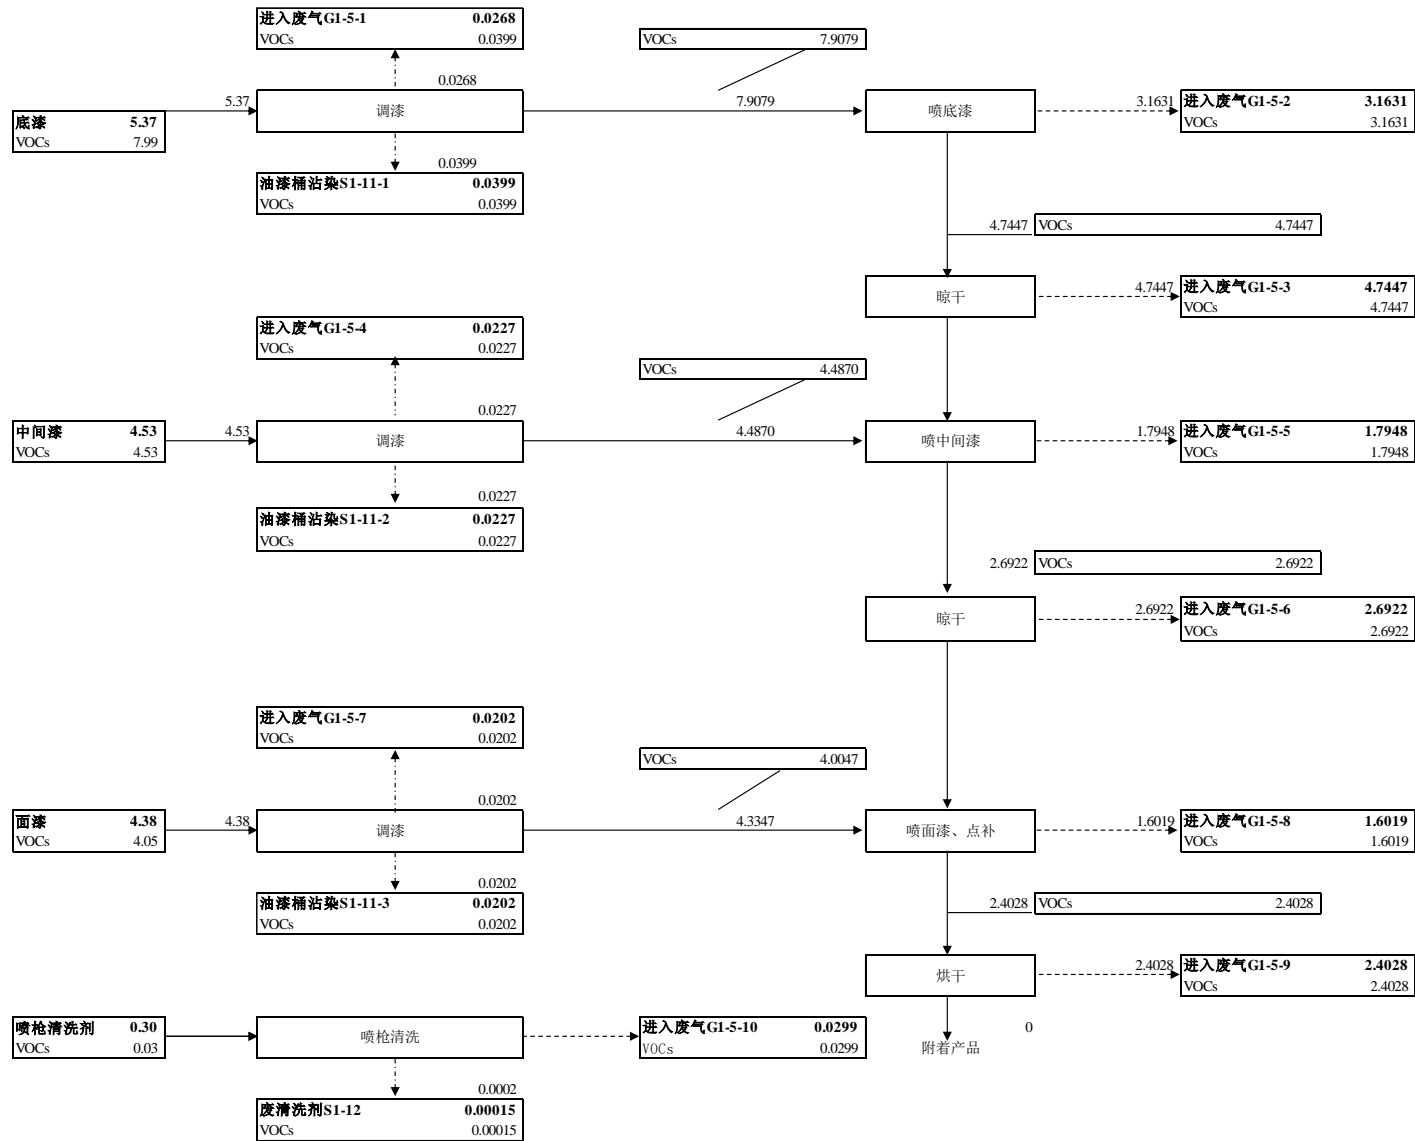 进入废气G1-5-1 0.0268
VOCs 0.0399
VOCs 7.9079
0.0268
5.37 调漆 7.9079 喷底漆 3.1631 进入废气G1-5-2 3.1631
VOCs 3.1631
底漆 5.37
VOCs 7.99
0.0399
油漆桶沾染S1-11-1 0.0399
VOCs 0.0399
4.7447 VOCs 4.7447
晾干 4.7447 进入废气G1-5-3 4.7447
VOCs 4.7447
进入废气G1-5-4 0.0227
VOCs 0.0227
VOCs 4.4870
0.0227
中间漆 4.53
VOCs 4.53
4.53 调漆 4.4870 喷中间漆 1.7948 进入废气G1-5-5 1.7948
VOCs 1.7948
0.0227
油漆桶沾染S1-11-2 0.0227
VOCs 0.0227
2.6922 VOCs 2.6922
晾干 2.6922 进入废气G1-5-6 2.6922
VOCs 2.6922
进入废气G1-5-7 0.0202
VOCs 0.0202
VOCs 4.0047
0.0202
面漆 4.38
VOCs 4.05
4.38 调漆 4.3347 喷面漆、点补 1.6019 进入废气G1-5-8 1.6019
VOCs 1.6019
0.0202
油漆桶沾染S1-11-3 0.0202
VOCs 0.0202
2.4028 VOCs 2.4028
烘干 2.4028 进入废气G1-5-9 2.4028
VOCs 2.4028
喷枪清洗剂 0.30
VOCs 0.03
喷枪清洗
进入废气G1-5-10 0.0299
VOCs 0.0299
0
附着产品
0.0002
废清洗剂S1-12 0.00015
VOCs 0.00015